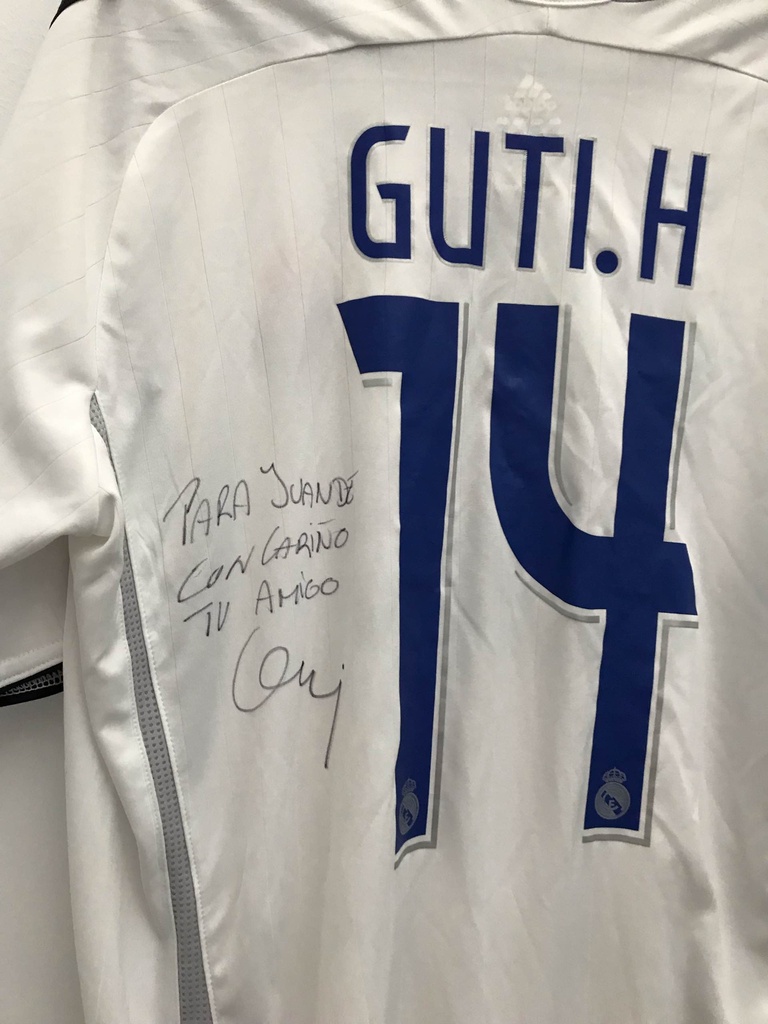 GUTI.H
14
PARA JUANDE
CON CARIÑO
TU AMIGO